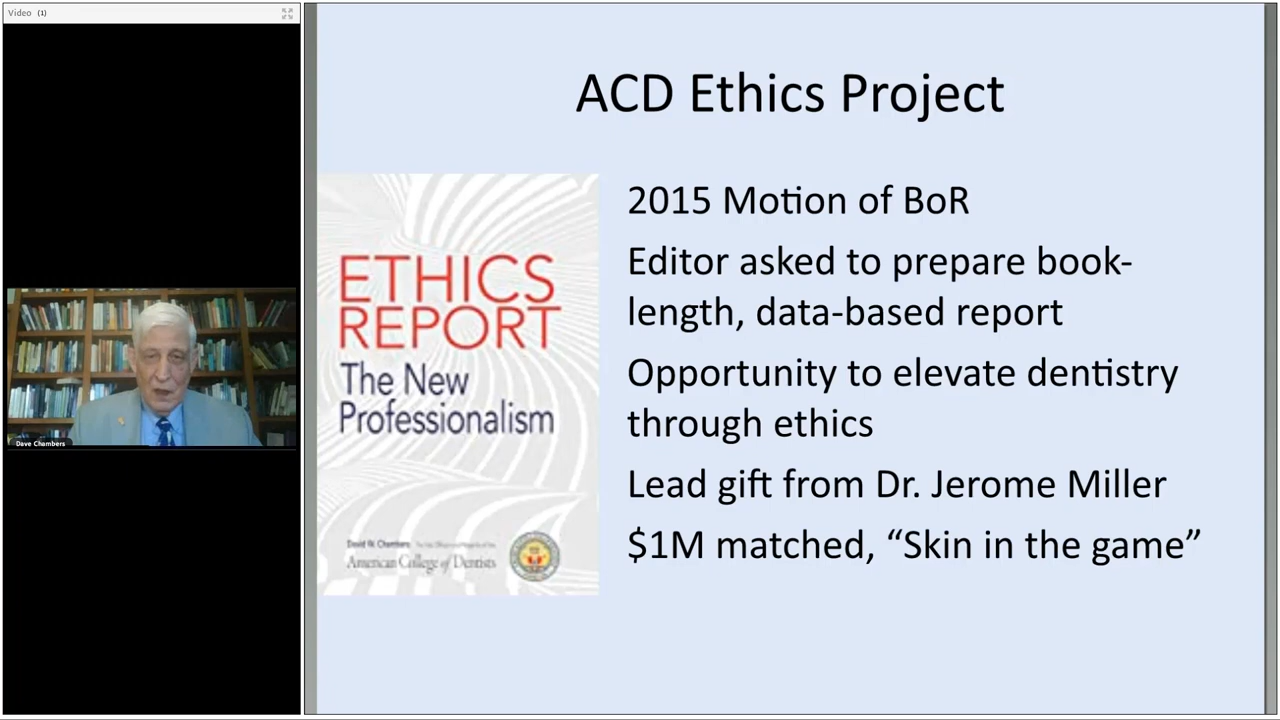 Video (1)
Dave Chambers
ACD Ethics Project
ETHICS
REPORT
The New
Professionalism
David W. Chambers
American College of Dentists
2015 Motion of BoR
Editor asked to prepare book-
length, data-based report
Opportunity to elevate dentistry
through ethics
Lead gift from Dr. Jerome Miller
$1M matched, “Skin in the game”